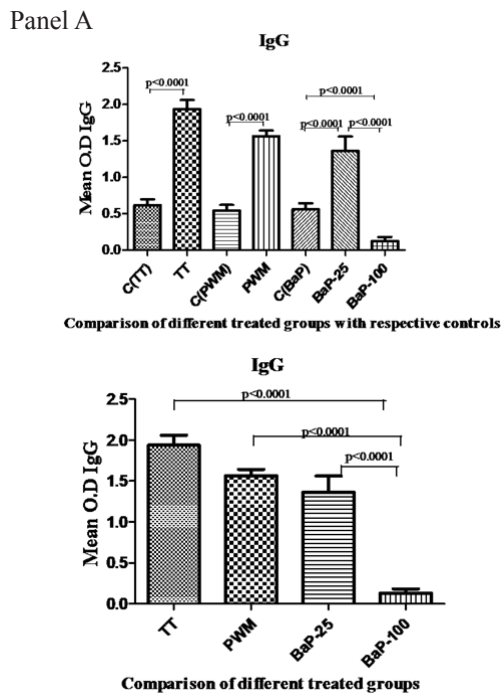 Panel A
IgG
p<0.0001
p<0.0001
p<0.0001
p<0.0001 p<0.0001
Mean O.D IgG
2.5
2.0
1.5
1.0
0.5
0.0
C(TT) TT C(PWM) PWM C(BaP) BaP-25 BaP-100
Comparison of different treated groups with respective controls
IgG
p<0.0001
p<0.0001
p<0.0001
Mean O.D IgG
2.5
2.0
1.5
1.0
0.5
0.0
TT PWM BaP-25 BaP-100
Comparison of different treated groups